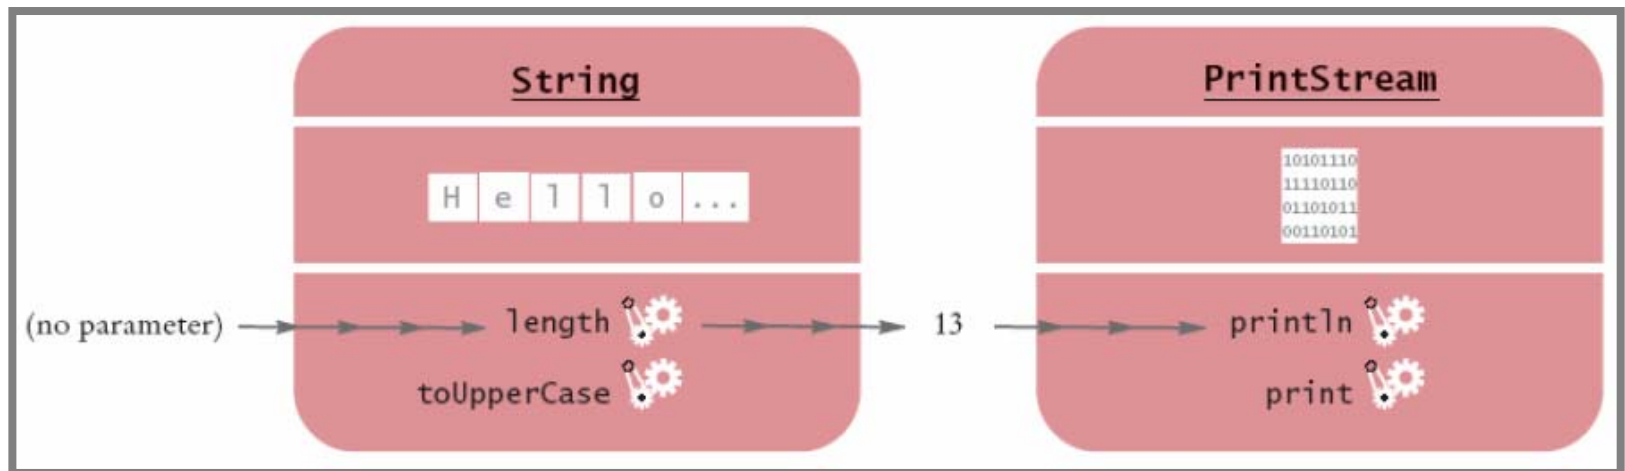 String
PrintStream
H e l l o ...
10101110
11110110
01101011
00110101
(no parameter)
length
13
println
toUpperCase
print